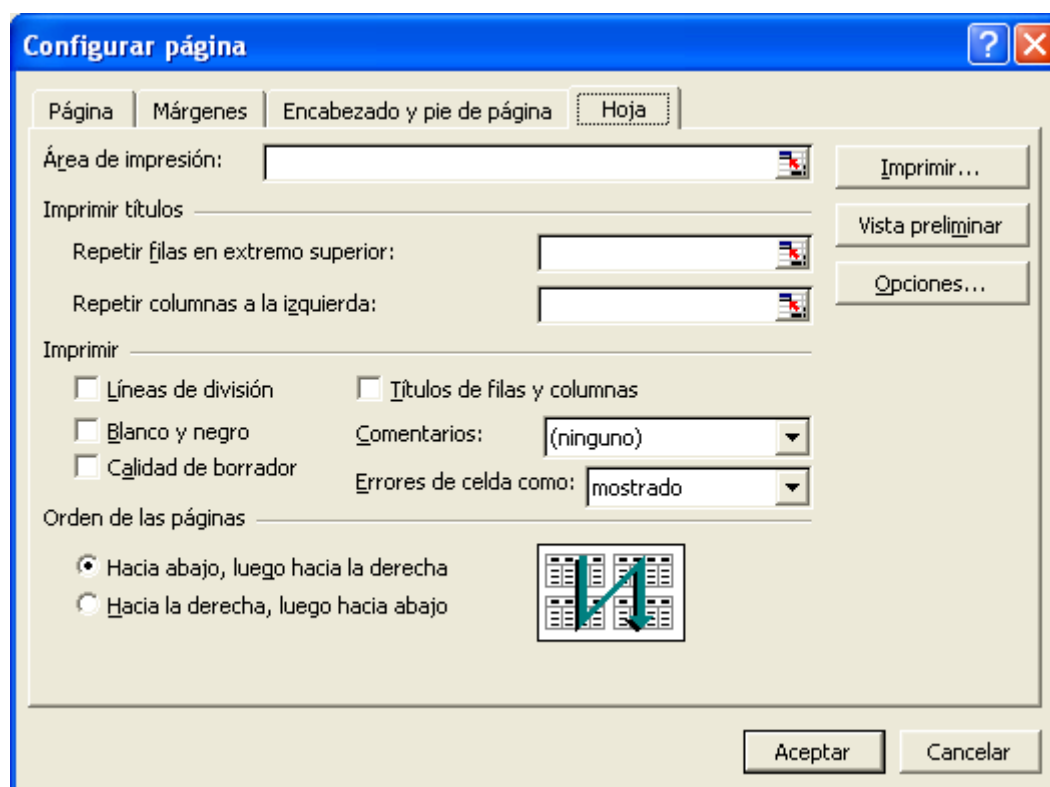 Configurar página
Página Márgenes Encabezado y pie de página Hoja
Área de impresión:
Imprimir...
Imprimir títulos
Vista preliminar
Repetir filas en extremo superior:
Opciones...
Repetir columnas a la izquierda:
Imprimir
Líneas de división Títulos de filas y columnas
Blanco y negro Comentarios: (ninguno)
Calidad de borrador
Errores de celda como: mostrado
Orden de las páginas
Hacia abajo, luego hacia la derecha
Hacia la derecha, luego hacia abajo
Aceptar Cancelar